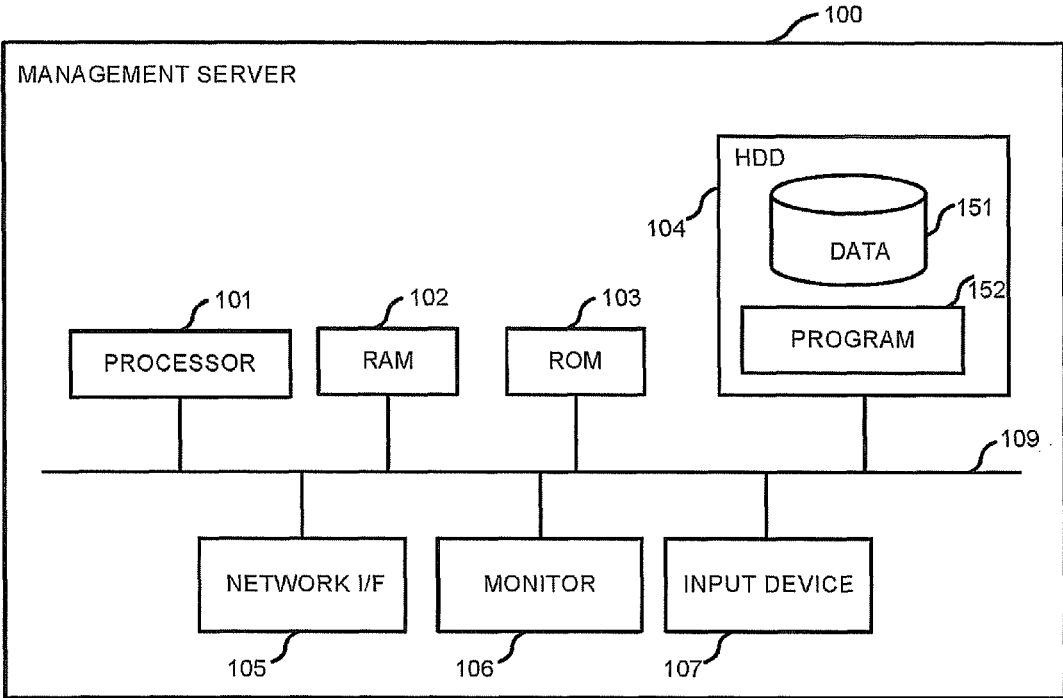 100
MANAGEMENT SERVER
HDD
104
151
DATA
152
PROGRAM
101
102
103
PROCESSOR
RAM
ROM
109
NETWORK I/F
MONITOR
INPUT DEVICE
105
106
107